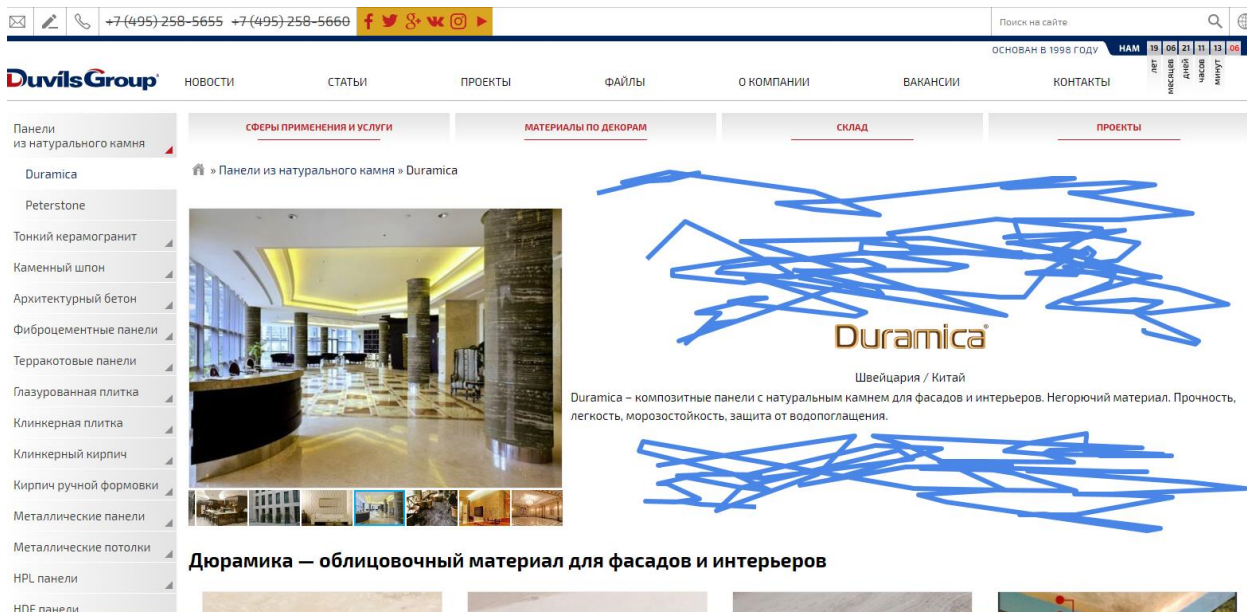 +7 (495) 258-5655 +7 (495) 258-5660
Поиск на сайте
ОСНОВАН В 1998 ГОДУ НАМ 19 06 21 11 13 06
лет месяцев дней часов минут
DuvilsGroup
НОВОСТИ СТАТЬИ ПРОЕКТЫ ФАЙЛЫ О КОМПАНИИ ВАКАНСИИ КОНТАКТЫ
СФЕРЫ ПРИМЕНЕНИЯ И УСЛУГИ МАТЕРИАЛЫ ПО ДЕКОРАМ СКЛАД ПРОЕКТЫ
Панели
из натурального камня
Duramica
Peterstone
Тонкий керамогранит
Каменный шпон
Архитектурный бетон
Фиброцементные панели
Терракотовые панели
Глазурованная плитка
Клинкерная плитка
Клинкерный кирпич
Кирпич ручной формовки
Металлические панели
Металлические потолки
HPL панели
HDF панели
» Панели из натурального камня » Duramica
Duramica®
Швейцария / Китай
Duramica – композитные панели с натуральным камнем для фасадов и интерьеров. Негорючий материал. Прочность,
легкость, морозостойкость, защита от водопоглащения.
Дюрамика — облицовочный материал для фасадов и интерьеров